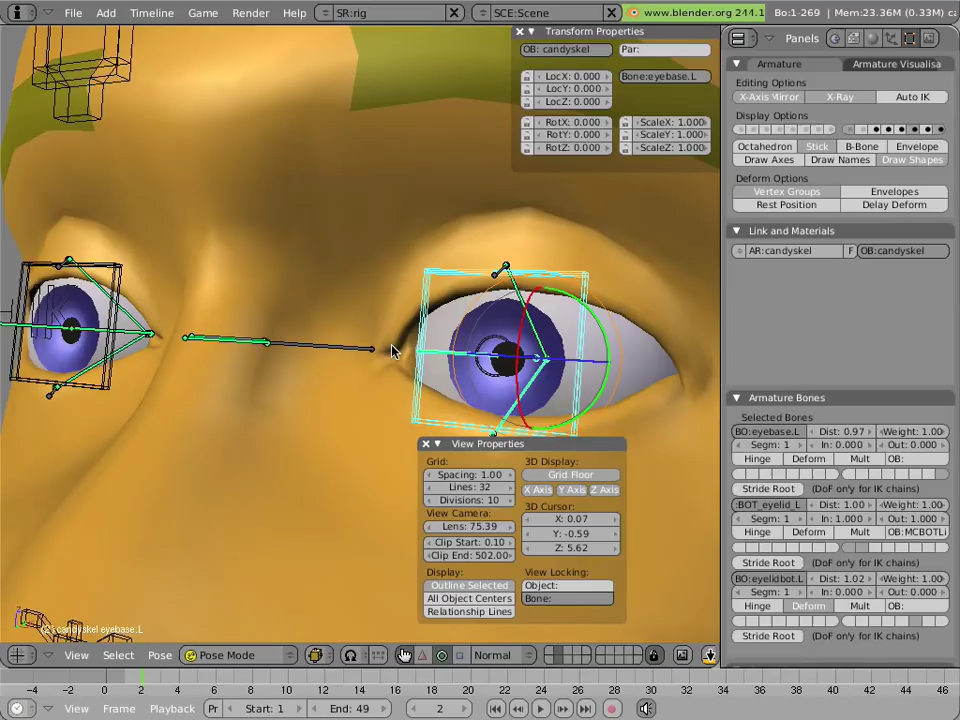 File Add Timeline Game Render Help SR:rig SCE:Scene www.blender.org 244.1 Bo:1-269 | Mem:23.36M (0.33M)
Transform Properties
OB: candyskel Par:
LocX: 0.000 Bone:eyebase.L
LocY: 0.000
LocZ: 0.000
RotX: 0.000 ScaleX: 1.000
RotY: 0.000 ScaleY: 1.000
RotZ: 0.000 ScaleZ: 1.000
View Properties
Grid: 3D Display:
Spacing: 1.00 Grid Floor
Lines: 32 X Axis Y Axis Z Axis
Divisions: 10
View Camera: 3D Cursor:
Lens: 75.39 X: 0.07
Y: -0.59
Clip Start: 0.10 Z: 5.62
Clip End: 502.00
Display: View Locking:
Outline Selected Object:
All Object Centers Bone:
Relationship Lines
(2) candyskel eyebase.L
View Select Pose Pose Mode Normal
Panels
Armature Armature Visualisa
Editing Options
X-Axis Mirror X-Ray Auto IK
Display Options
Octahedron Stick B-Bone Envelope
Draw Axes Draw Names Draw Shapes
Deform Options
Vertex Groups Envelopes
Rest Position Delay Deform
Link and Materials
AR:candyskel F OB:candyskel
Armature Bones
Selected Bones
BO:eyebase.L Dist: 0.97 Weight: 1.00
Segm: 1 In: 0.000 Out: 0.000
Hinge Deform Mult OB:
Stride Root (DoF only for IK chains)
:BOT_eyelid_L Dist: 1.00 Weight: 1.00
Segm: 1 In: 1.000 Out: 1.000
Hinge Deform Mult OB:MCBOTLi
Stride Root (DoF only for IK chains)
BO:eyelidbot.L Dist: 1.02 Weight: 1.00
Segm: 1 In: 0.000 Out: 0.000
Hinge Deform Mult OB:
Stride Root (DoF only for IK chains)
-4 -2 0 2 4 6 8 10 12 14 16 18 20 22 24 26 28 30 32 34 36 38 40 42 44 46
View Frame Playback Pr Start: 1 End: 49 2